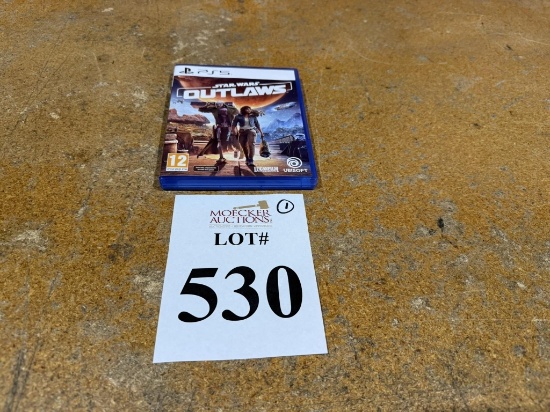 PS5
STAR WARS
OUTLAWS
12
UBISOFT
MOECKER
AUCTIONS
1
LOT#
530